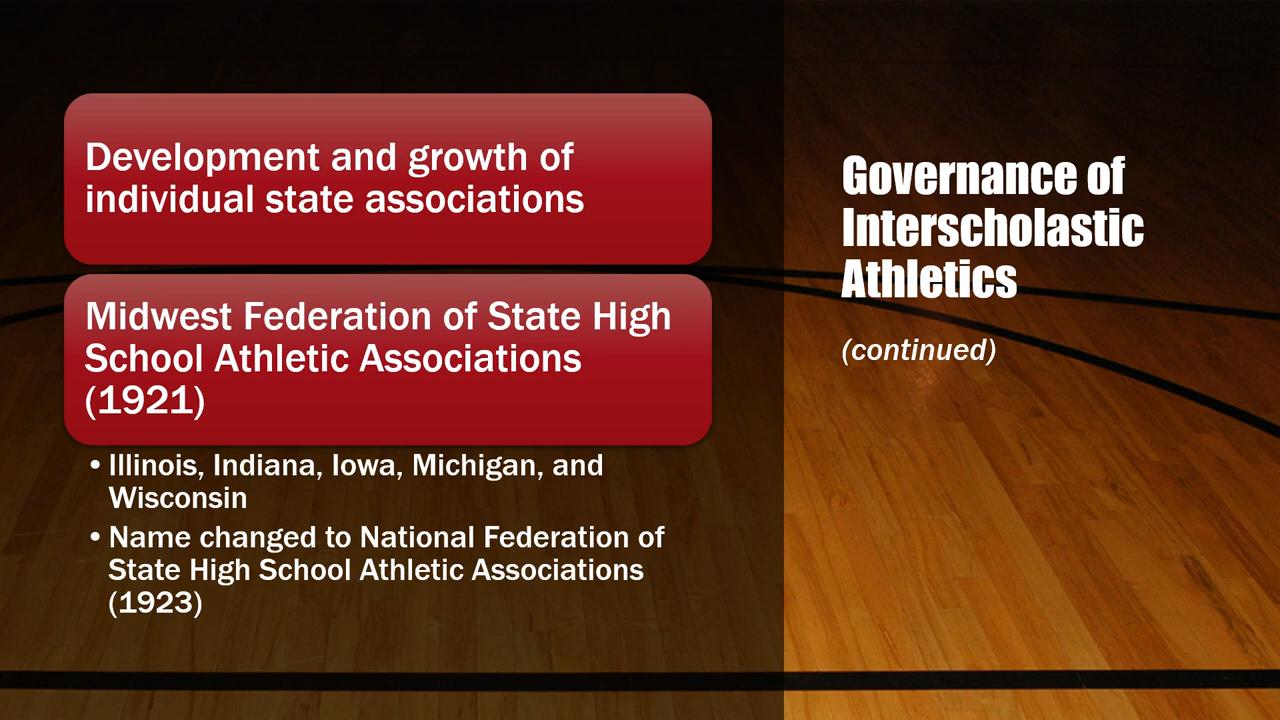 Development and growth of
individual state associations
Midwest Federation of State High
School Athletic Associations
(1921)
• Illinois, Indiana, Iowa, Michigan, and
Wisconsin
• Name changed to National Federation of
State High School Athletic Associations
(1923)
Governance of
Interscholastic
Athletics
(continued)